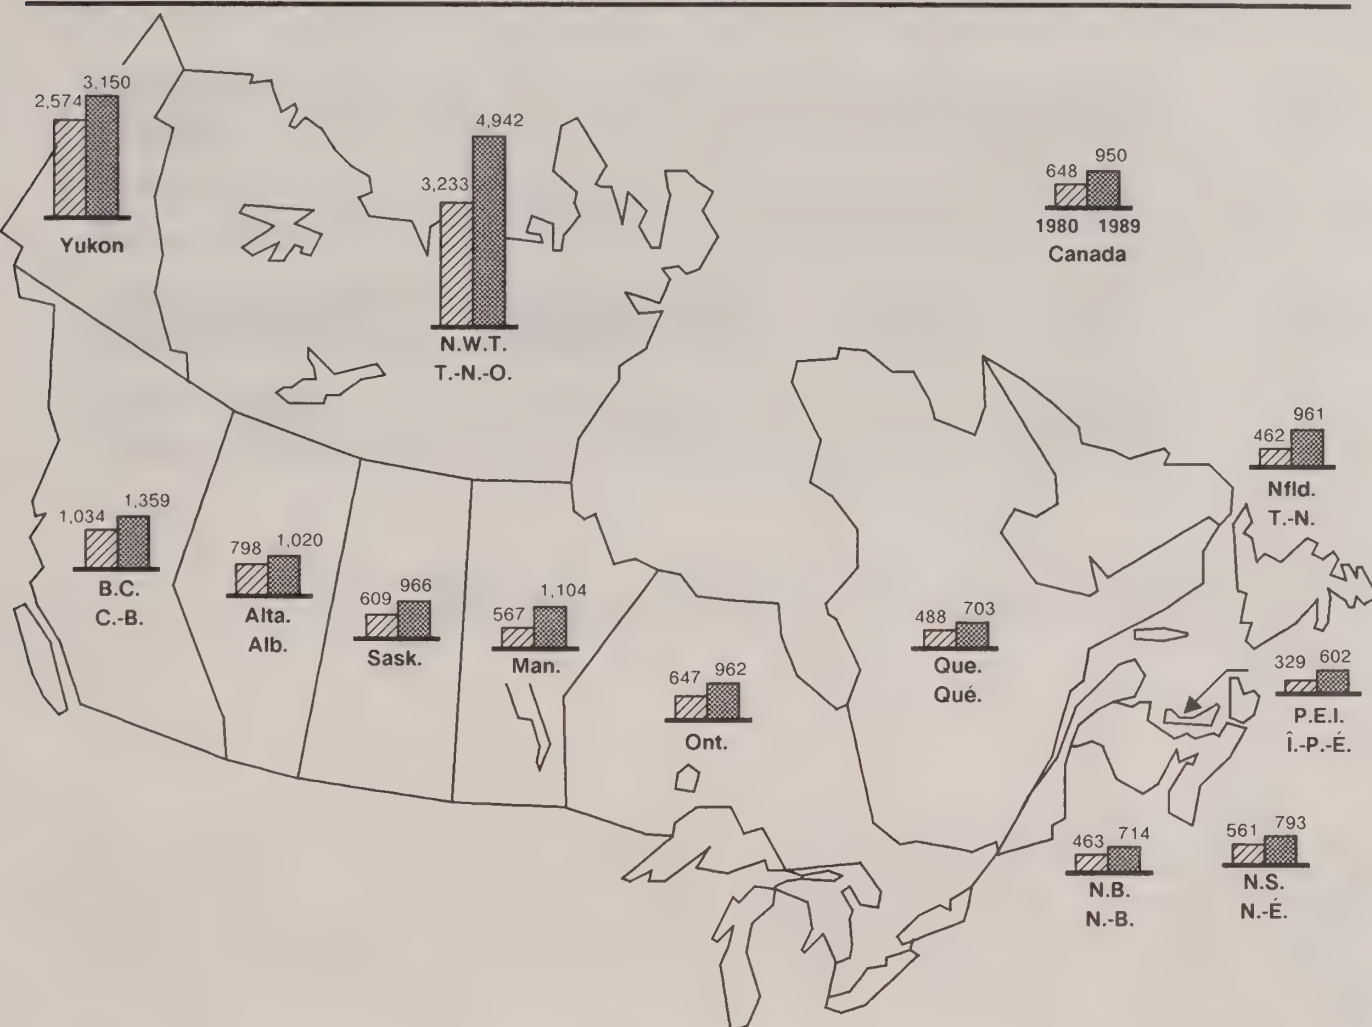 3,150
2,574
Yukon
4,942
3,233
N.W.T.
T.-N.-O.
950
648
1980 1989
Canada
961
462
Nfld.
T.-N.
1,359
1,034
B.C.
C.-B.
798 1,020
Alta.
Alb.
609 966
Sask.
1,104
567
Man.
647 962
Ont.
488 703
Que.
Qué.
329 602
P.E.I.
Î.-P.-É.
463 714
N.B.
N.-B.
561 793
N.S.
N.-É.